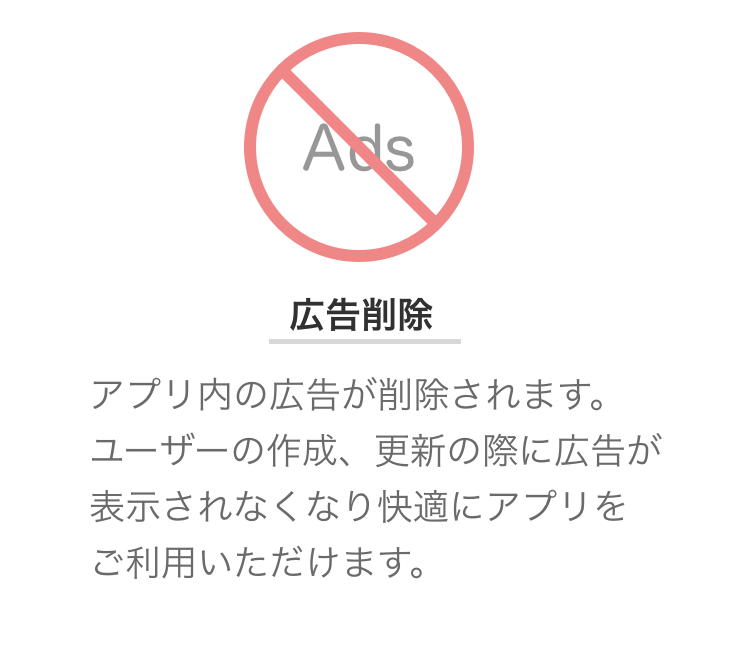 Ads
広告削除
アプリ内の広告が削除されます。
ユーザーの作成、更新の際に広告が
表示されなくなり快適にアプリを
ご利用いただけます。